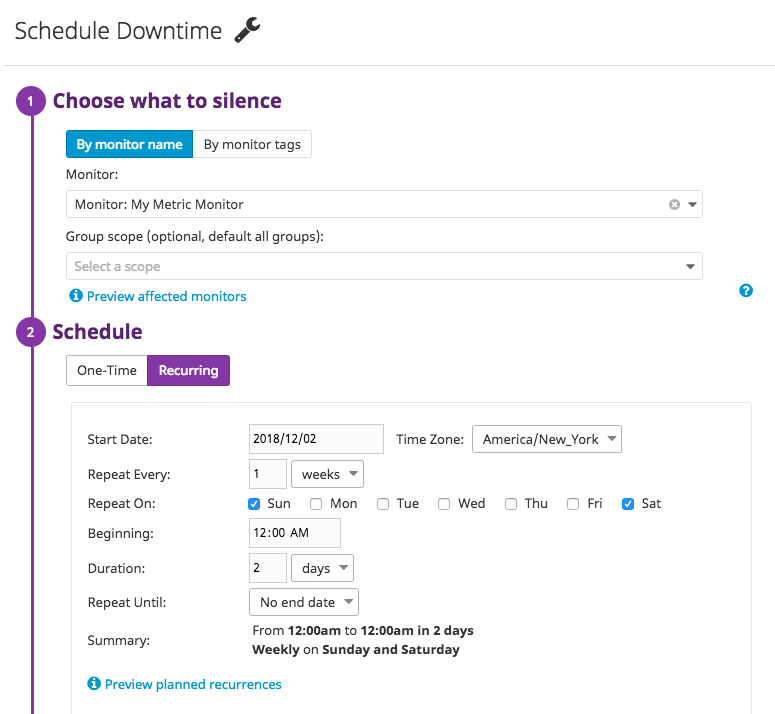 Schedule Downtime
1 Choose what to silence
By monitor name By monitor tags
Monitor:
Monitor: My Metric Monitor
Group scope (optional, default all groups):
Select a scope
Preview affected monitors
2 Schedule
One-Time Recurring
Start Date: 2018/12/02 Time Zone: America/New_York
Repeat Every: 1 weeks
Repeat On: Sun Mon Tue Wed Thu Fri Sat
Beginning: 12:00 AM
Duration: 2 days
Repeat Until: No end date
Summary: From 12:00am to 12:00am in 2 days
Weekly on Sunday and Saturday
Preview planned recurrences